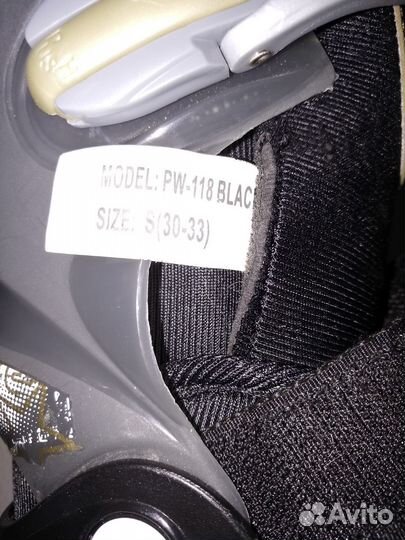 MODEL: PW-118 BLAC
SIZE: S(30-33)
Avito